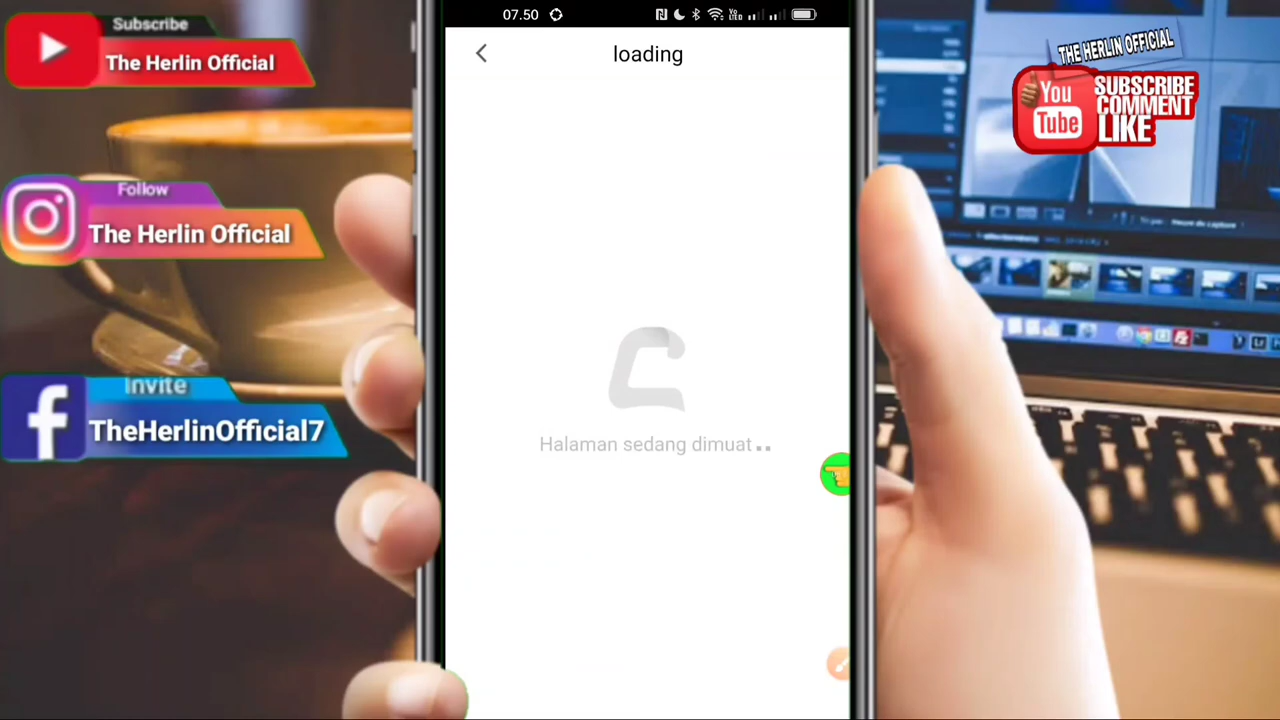 Subscribe
The Herlin Official
Follow
The Herlin Official
Invite
TheHerlinOfficial7
07.50
loading
Halaman sedang dimuat..
THE HERLIN OFFICIAL
You
Tube
SUBSCRIBE
COMMENT
LIKE